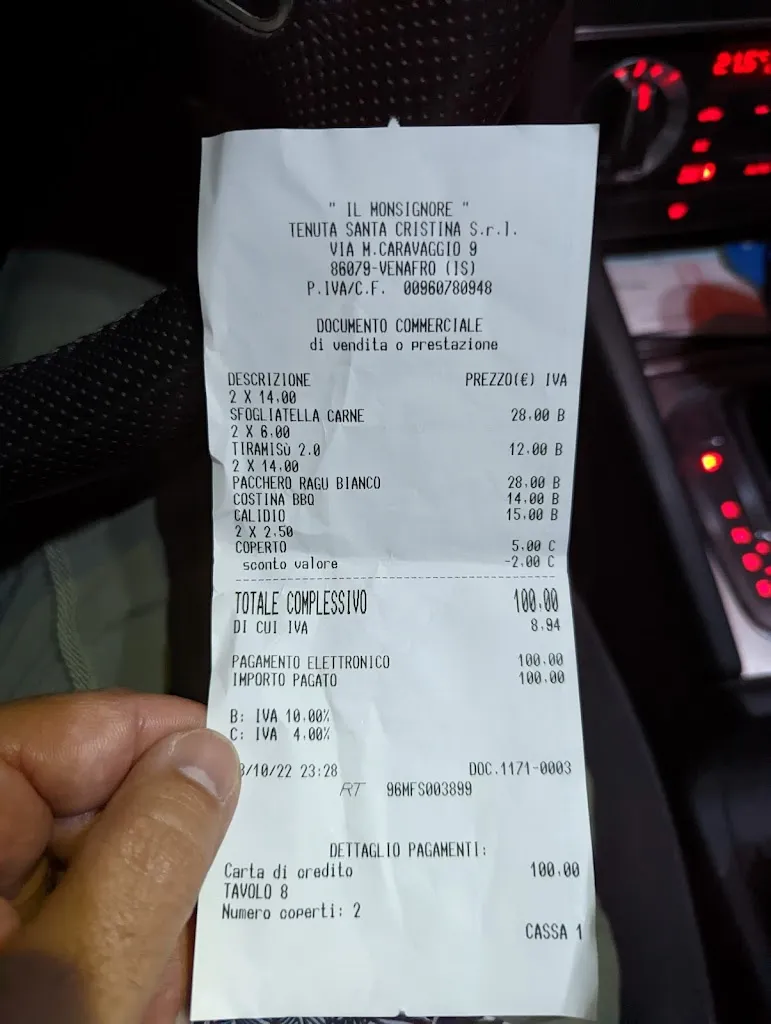 " IL MONSIGNORE "
TENUTA SANTA CRISTINA S.r.l.
VIA M.CARAVAGGIO 9
86079-VENAFRO (IS)
P.IVA/C.F. 00960780948
DOCUMENTO COMMERCIALE
di vendita o prestazione
DESCRIZIONE PREZZO(€) IVA
2 X 14.00
SFOGLIATELLA CARNE 28.00 B
2 X 6.00
TIRAMISÙ 2.0 12.00 B
2 X 14.00
PACCHERO RAGU BIANCO 28.00 B
COSTINA BBQ 14.00 B
CALIDIO 15.00 B
2 X 2.50
COPERTO 5.00 C
sconto valore -2.00 C
TOTALE COMPLESSIVO 100.00
DI CUI IVA 8.94
PAGAMENTO ELETTRONICO 100.00
IMPORTO PAGATO 100.00
B: IVA 10.00%
C: IVA 4.00%
/10/22 23:28 DOC.1171-0003
RT 96MFS003899
DETTAGLIO PAGAMENTI:
Carta di credito 100.00
TAVOLO 8
Numero coperti: 2
CASSA 1